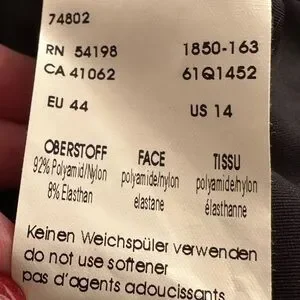 74802
RN 54198 1850-163
CA 41062 61Q1452
EU 44 US 14
OBERSTOFF FACE TISSU
92% Polyamid/Nylon polyamide/nylon polyamide/nylon
8% Elasthan elastane élasthanne
Keinen Weichspüler verwenden
do not use softener
pas d'agents adoucissants